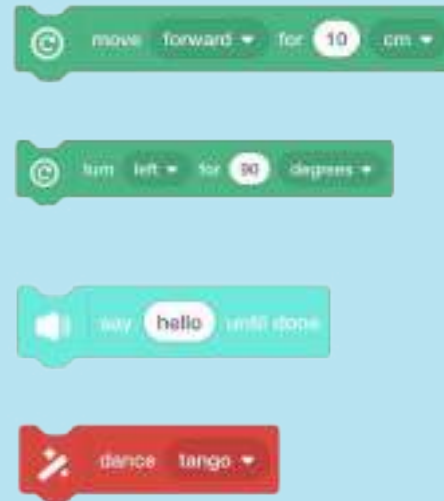 move forward for 10 cm
turn left for 90 degrees
say hello until done
dance tango